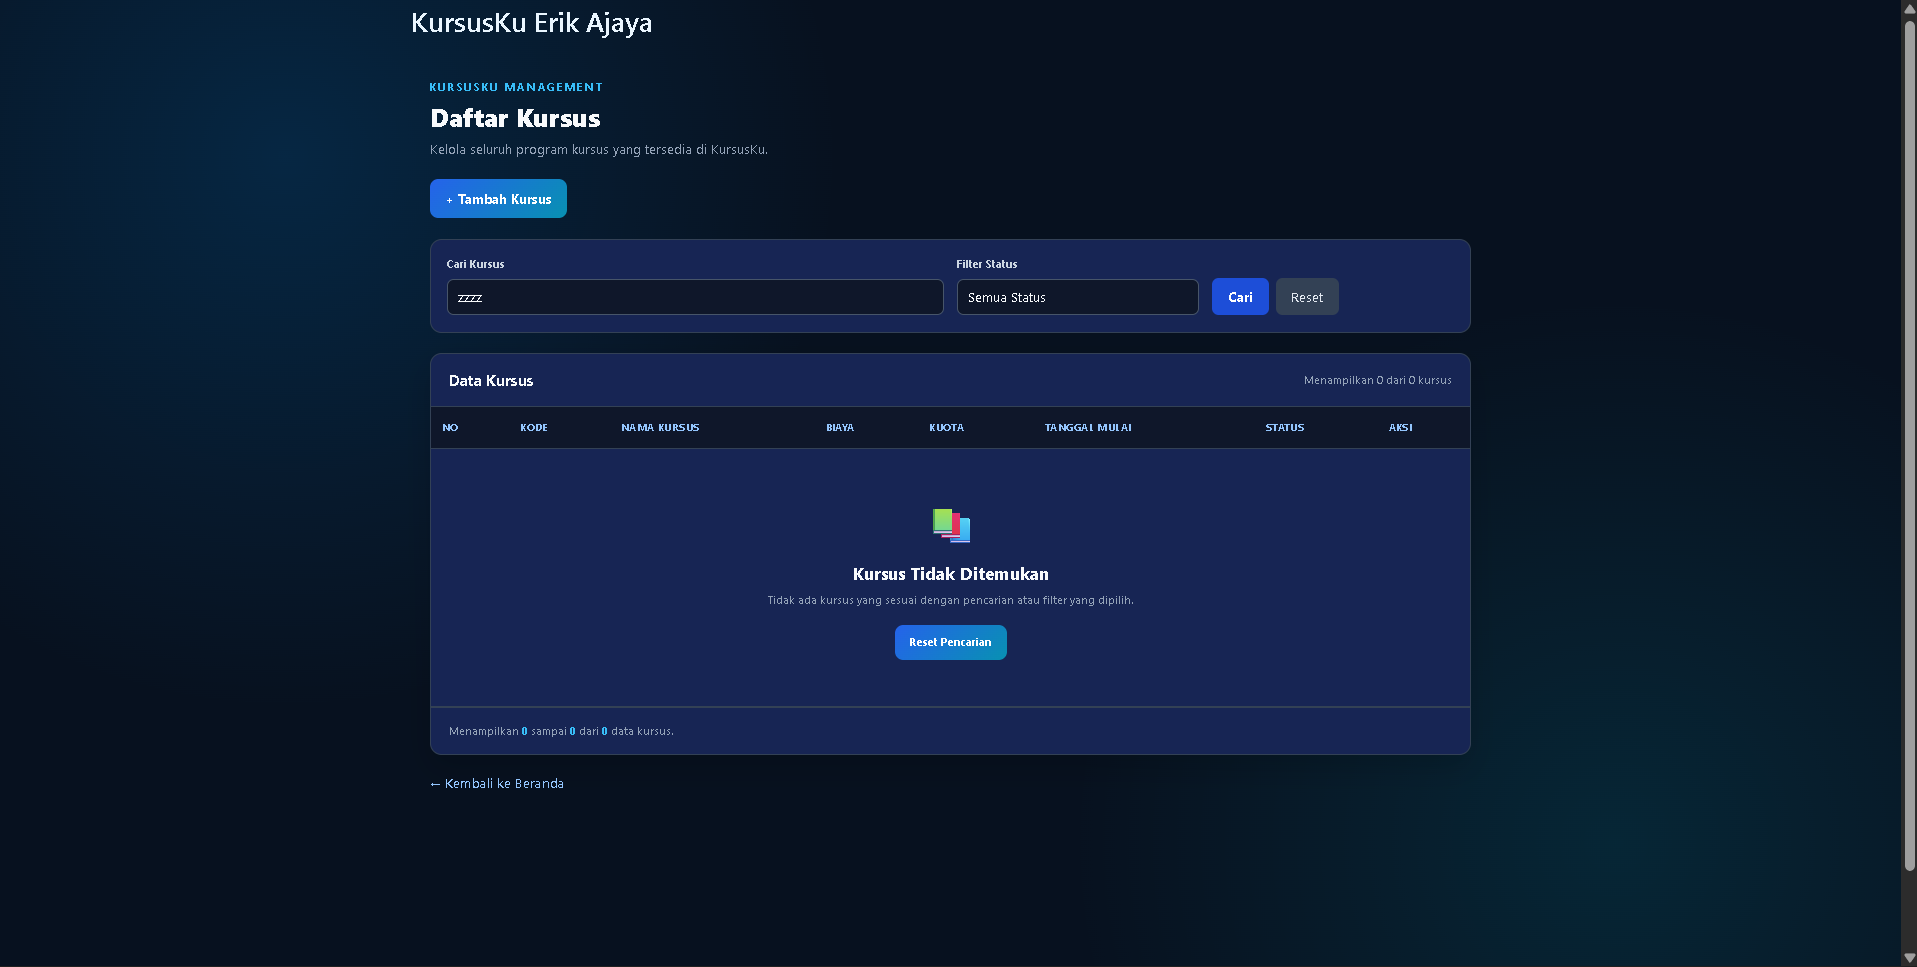 KursusKu Erik Ajaya
KURSUSKU MANAGEMENT
Daftar Kursus
Kelola seluruh program kursus yang tersedia di KursusKu.
+ Tambah Kursus
Cari Kursus
Filter Status
zzzz
Semua Status
Cari
Reset
Data Kursus
Menampilkan 0 dari 0 kursus
NO KODE NAMA KURSUS BIAYA KUOTA TANGGAL MULAI STATUS AKSI
Kursus Tidak Ditemukan
Tidak ada kursus yang sesuai dengan pencarian atau filter yang dipilih.
Reset Pencarian
Menampilkan 0 sampai 0 dari 0 data kursus.
← Kembali ke Beranda